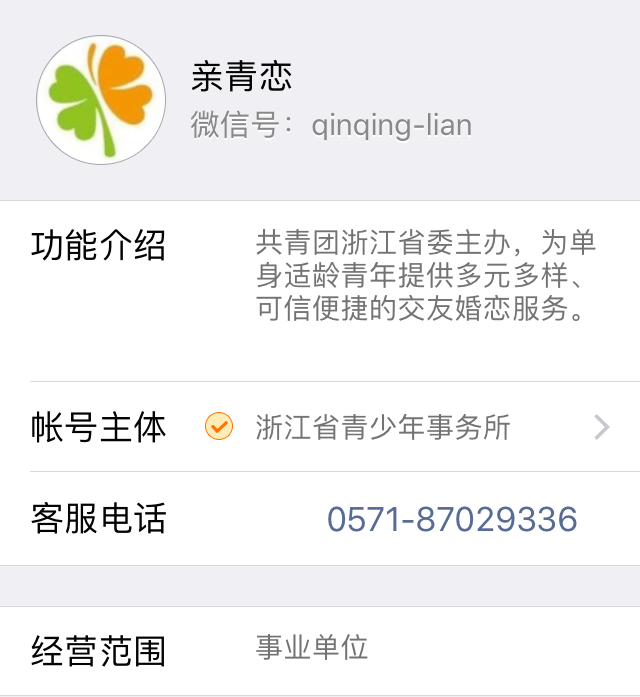 亲青恋
微信号：qinqing-lian
功能介绍
共青团浙江省委主办，为单
身适龄青年提供多元多样、
可信便捷的交友婚恋服务。
帐号主体 浙江省青少年事务所
客服电话 0571-87029336
经营范围 事业单位